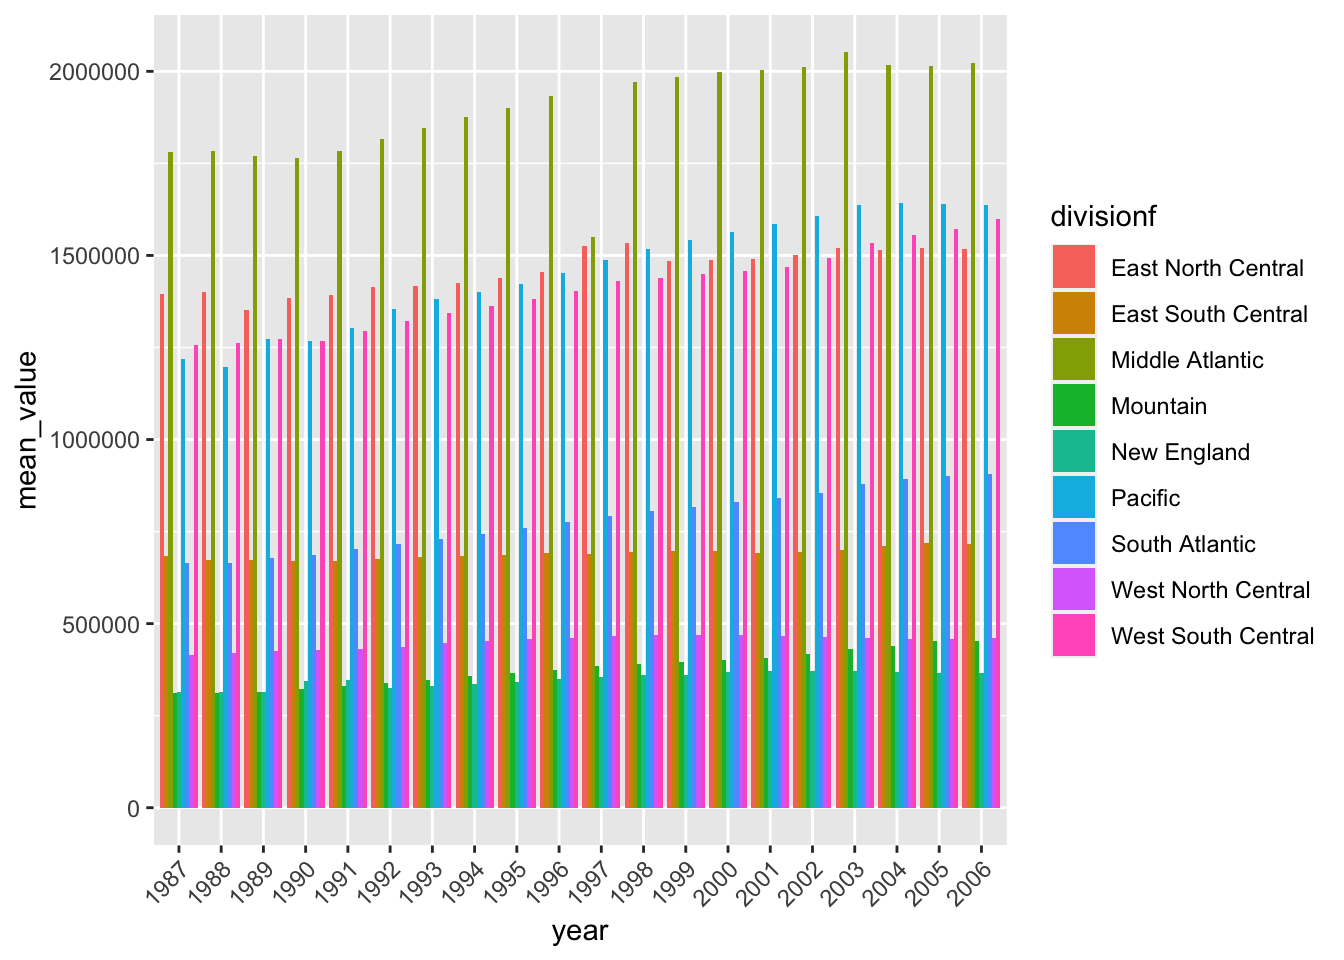 2000000
1500000
1000000
500000
0
mean_value
1987
1988
1989
1990
1991
1992
1993
1994
1995
1996
1997
1998
1999
2000
2001
2002
2003
2004
2005
2006
year
divisionf
East North Central
East South Central
Middle Atlantic
Mountain
New England
Pacific
South Atlantic
West North Central
West South Central